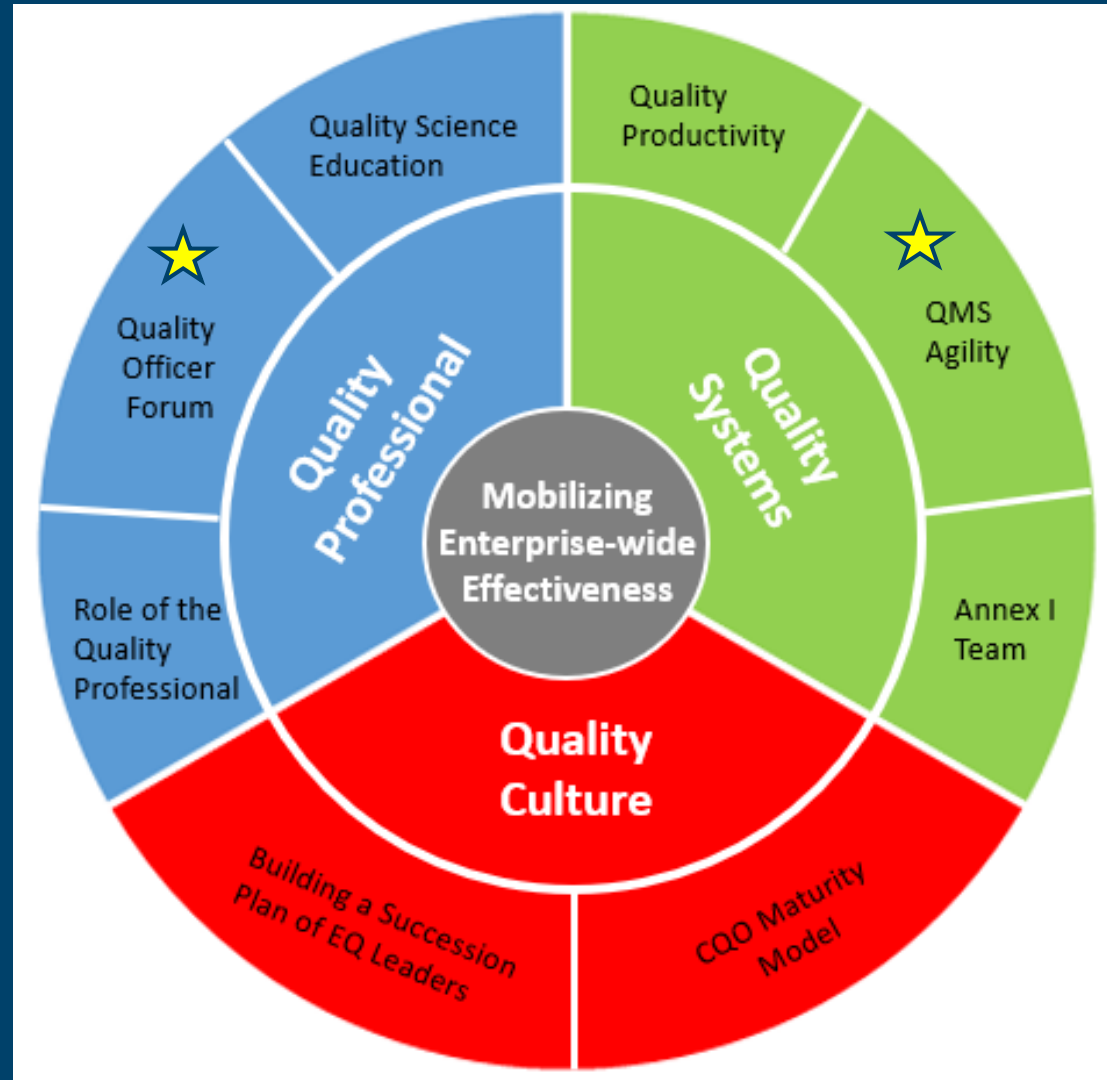 Quality Science
Education
Quality
Productivity
Quality
Officer
Forum
QMS
Agility
Quality
Professional
Quality
Systems
Mobilizing
Enterprise-wide
Effectiveness
Role of the
Quality
Professional
Annex I
Team
Quality
Culture
Building a Succession
Plan of EQ Leaders
CQO Maturity
Model